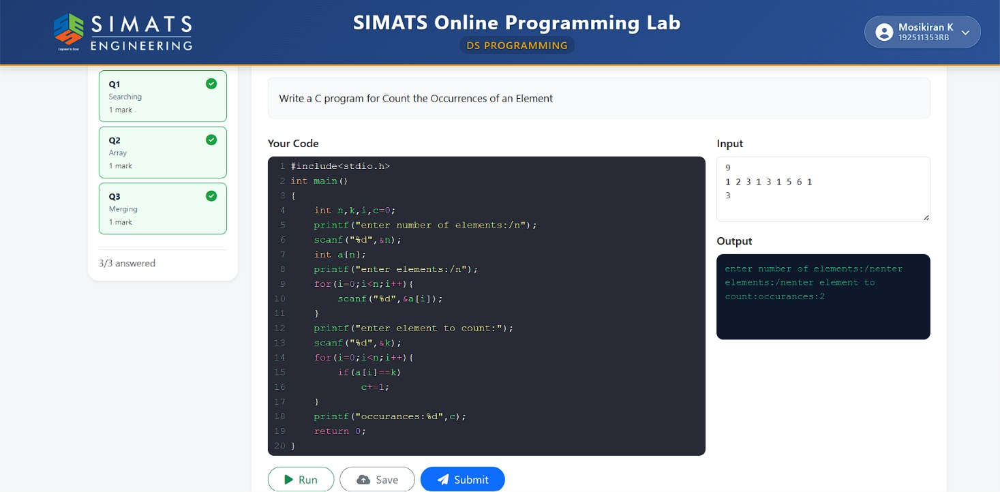 SIMATS
ENGINEERING
Engineer to Excel
SIMATS Online Programming Lab
DS PROGRAMMING
Mosikiran K
192511353RB
Q1
Searching
1 mark
Q2
Array
1 mark
Q3
Merging
1 mark
3/3 answered
Write a C program for Count the Occurrences of an Element
Your Code
1 #include<stdio.h>
2 int main()
3 {
4     int n,k,i,c=0;
5     printf("enter number of elements:/n");
6     scanf("%d",&n);
7     int a[n];
8     printf("enter elements:/n");
9     for(i=0;i<n;i++){
10         scanf("%d",&a[i]);
11     }
12     printf("enter element to count:");
13     scanf("%d",&k);
14     for(i=0;i<n;i++){
15         if(a[i]==k)
16             c+=1;
17     }
18     printf("occurances:%d",c);
19     return 0;
20 }
Run
Save
Submit
Input
9
1 2 3 1 3 1 5 6 1
3
Output
enter number of elements:/nenter
elements:/nenter element to
count:occurances:2